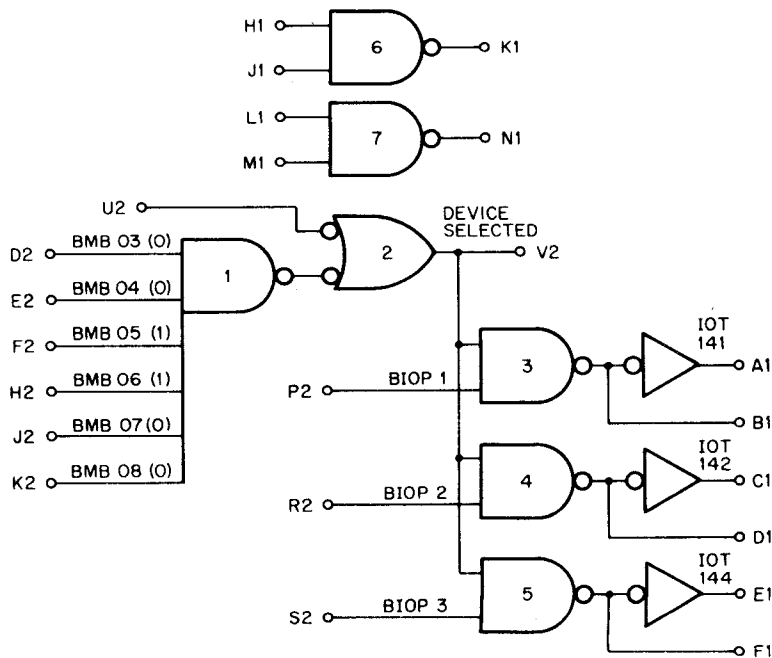 H1
6
K1
J1
L1
7
N1
M1
U2
DEVICE
SELECTED
D2 BMB 03 (0)
1
2
V2
E2 BMB 04 (0)
F2 BMB 05 (1)
H2 BMB 06 (1)
J2 BMB 07 (0)
K2 BMB 08 (0)
IOT
141
3
A1
P2 BIOP 1
B1
IOT
142
4
C1
R2 BIOP 2
D1
IOT
144
5
E1
S2 BIOP 3
F1